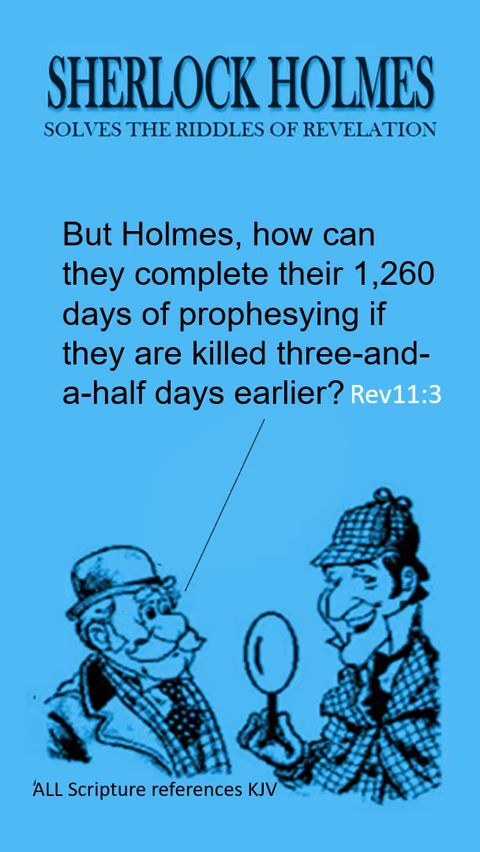 SHERLOCK HOLMES
SOLVES THE RIDDLES OF REVELATION
But Holmes, how can
they complete their 1,260
days of prophesying if
they are killed three-and-
a-half days earlier? Rev11:3
ALL Scripture references KJV